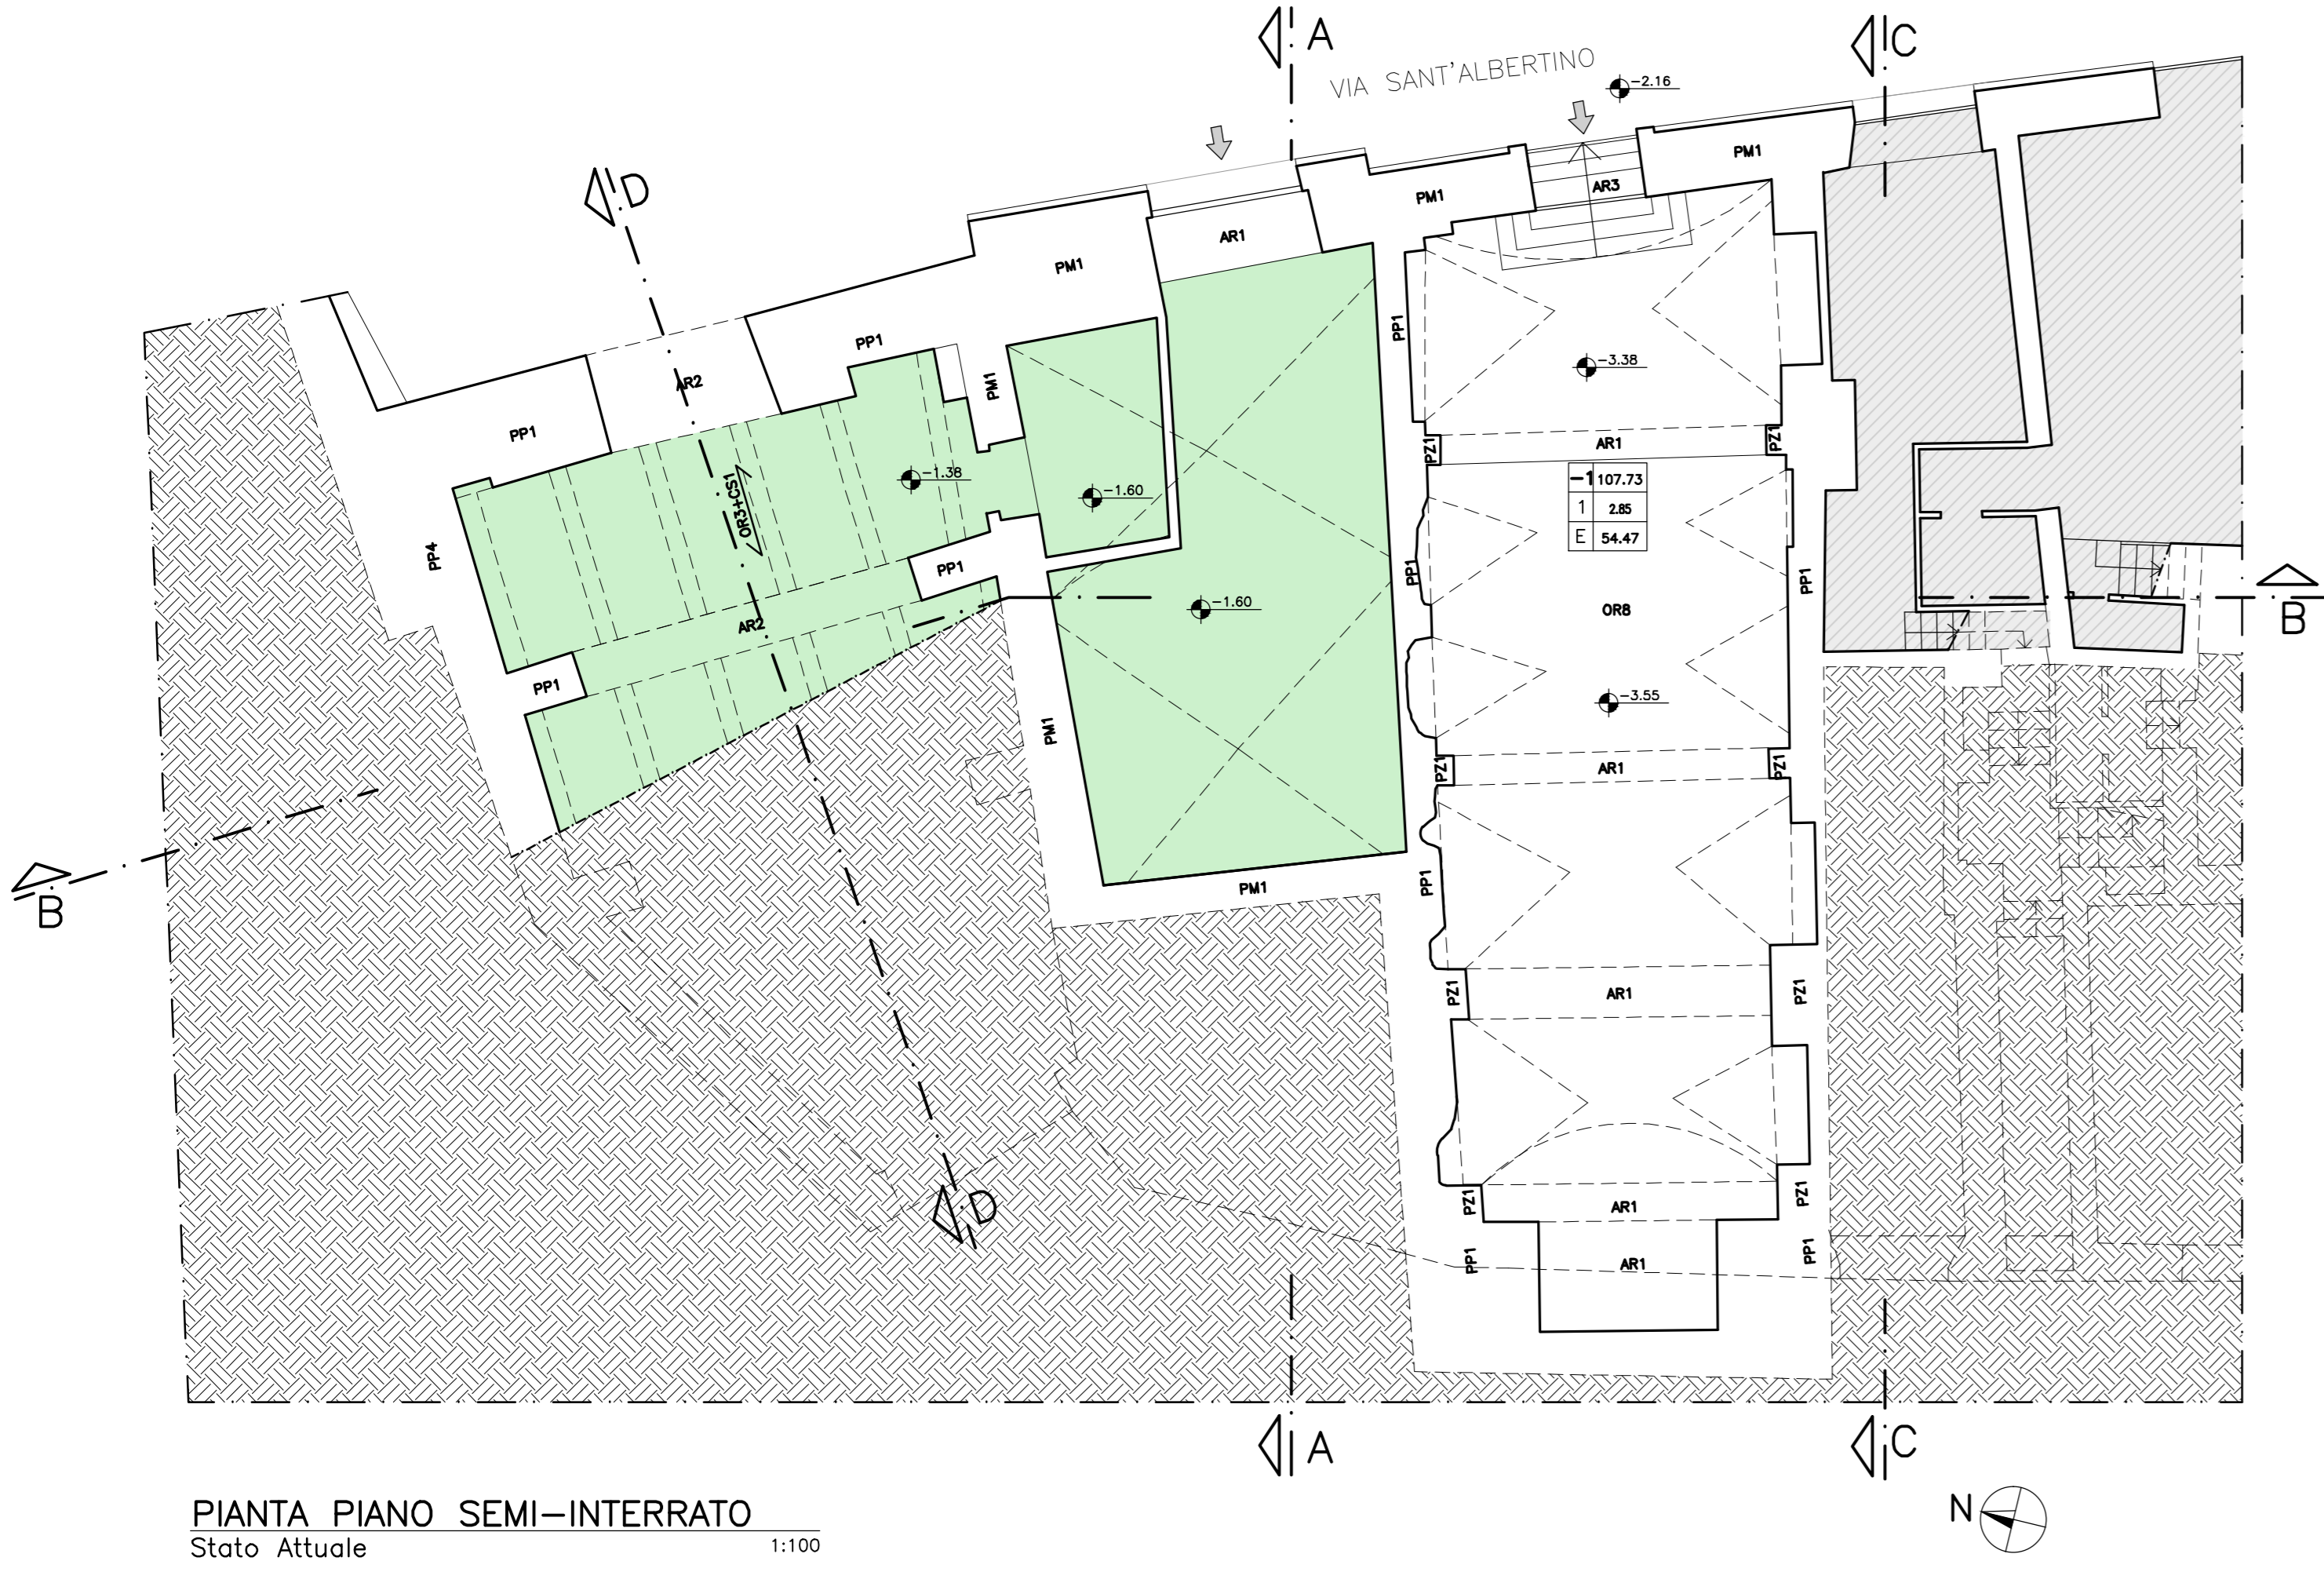 A
C
VIA SANT'ALBERTINO
-2.16
D
PM1
AR3
PM1
AR1
PM1
PP1
PP1
AR2
PM1
-3.38
PP1
PZ1
AR1
PZ1
-1.38
OR3+CS1
-1.60
-1 107.73
1 2.85
E 54.47
PP4
PP1
PP1
PP1
OR8
-1.60
AR2
B
B
PP1
-3.55
PM1
PZ1
AR1
PZ1
PM1
PP1
PZ1
AR1
PZ1
D
PZ1
AR1
PZ1
PP1
AR1
PP1
A
C
PIANTA PIANO SEMI-INTERRATO
Stato Attuale 1:100
N